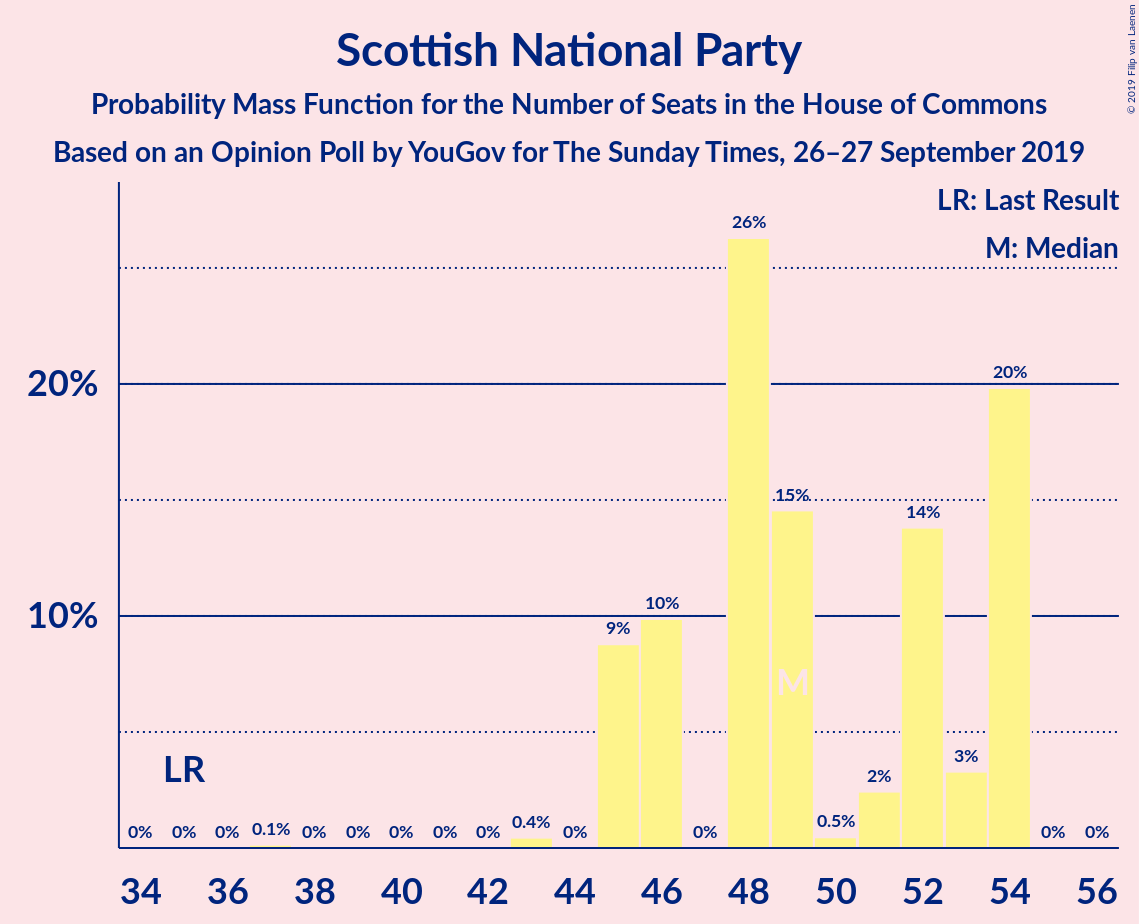 Scottish National Party
Probability Mass Function for the Number of Seats in the House of Commons
Based on an Opinion Poll by YouGov for The Sunday Times, 26–27 September 2019
© 2019 Filip van Laenen
LR: Last Result
M: Median
20%
10%
LR
M
0% 0% 0% 0.1% 0% 0% 0% 0% 0% 0.4% 0% 9% 10% 0% 26% 15% 0.5% 2% 14% 3% 20% 0% 0%
34 36 38 40 42 44 46 48 50 52 54 56